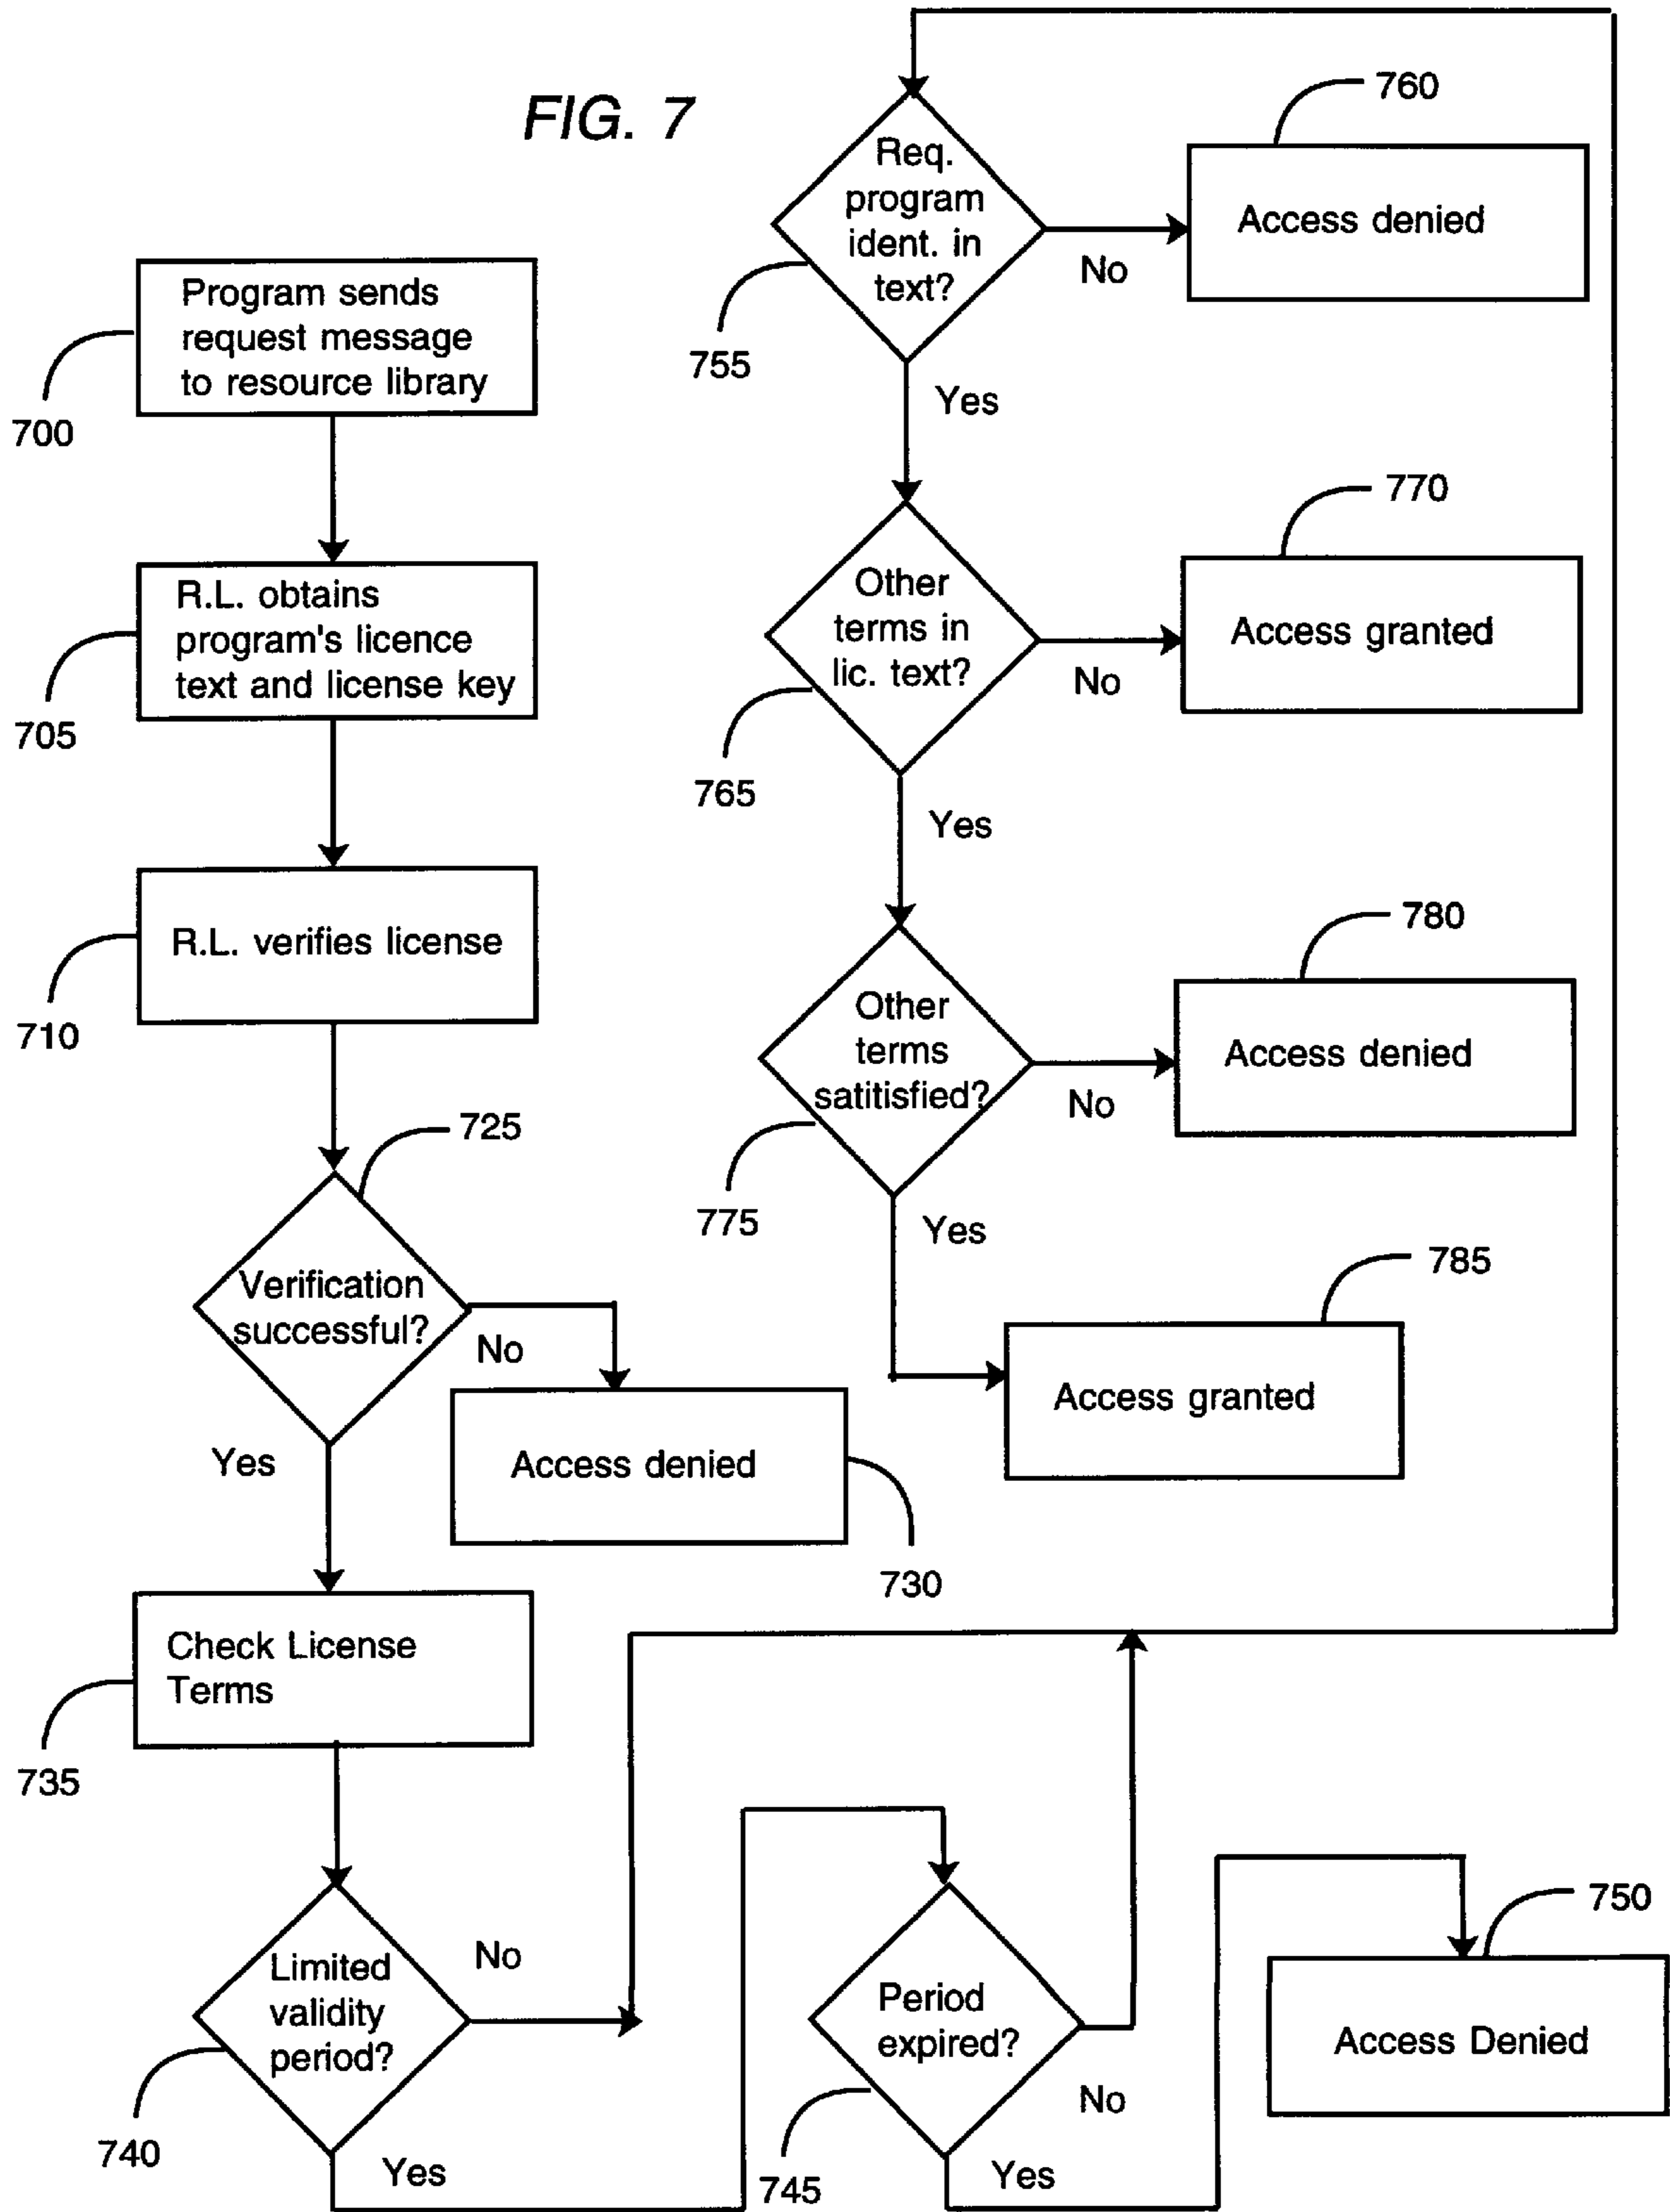 FIG. 7
Program sends
request message
to resource library
700
R.L. obtains
program's licence
text and license key
705
R.L. verifies license
710
725
Verification
successful?
No
Yes
Access denied
730
Check License
Terms
735
Limited
validity
period?
No
740
Yes
Period
expired?
No
745
Yes
750
Access Denied
Req.
program
ident. in
text?
755
No
760
Access denied
Yes
Other
terms in
lic. text?
765
No
770
Access granted
Yes
Other
terms
satitisfied?
775
No
780
Access denied
Yes
785
Access granted